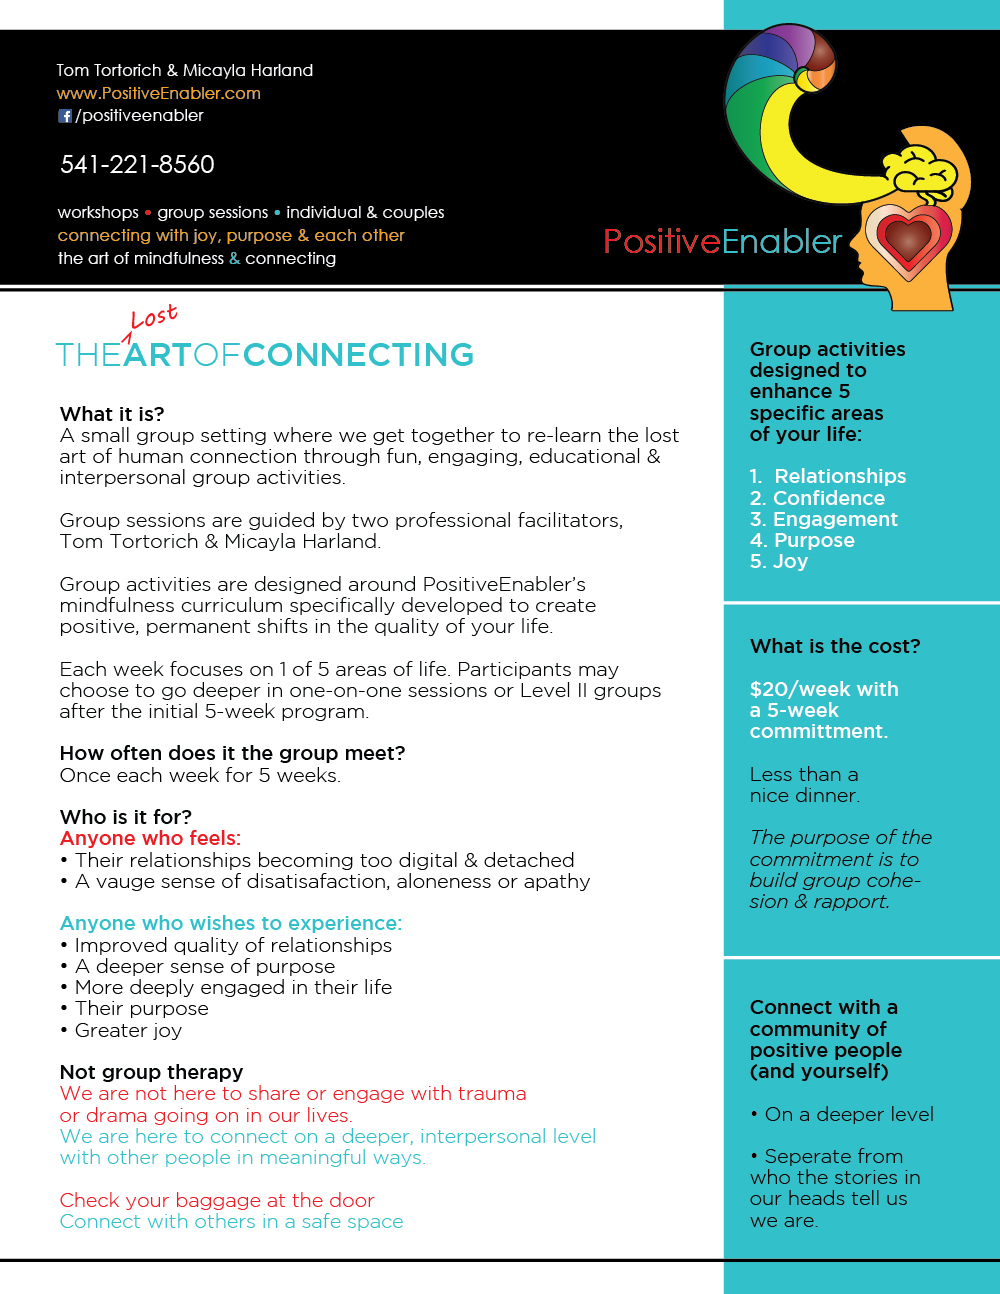 Tom Tortorich & Micayla Harland
www.PositiveEnabler.com
/positiveenabler
541-221-8560
workshops • group sessions • individual & couples
connecting with joy, purpose & each other
the art of mindfulness & connecting
PositiveEnabler
Lost
THE ART OF CONNECTING
What it is?
A small group setting where we get together to re-learn the lost
art of human connection through fun, engaging, educational &
interpersonal group activities.
Group sessions are guided by two professional facilitators,
Tom Tortorich & Micayla Harland.
Group activities are designed around PositiveEnabler’s
mindfulness curriculum specifically developed to create
positive, permanent shifts in the quality of your life.
Each week focuses on 1 of 5 areas of life. Participants may
choose to go deeper in one-on-one sessions or Level II groups
after the initial 5-week program.
How often does it the group meet?
Once each week for 5 weeks.
Who is it for?
Anyone who feels:
• Their relationships becoming too digital & detached
• A vauge sense of disatisafaction, aloneness or apathy
Anyone who wishes to experience:
• Improved quality of relationships
• A deeper sense of purpose
• More deeply engaged in their life
• Their purpose
• Greater joy
Not group therapy
We are not here to share or engage with trauma
or drama going on in our lives.
We are here to connect on a deeper, interpersonal level
with other people in meaningful ways.
Check your baggage at the door
Connect with others in a safe space
Group activities
designed to
enhance 5
specific areas
of your life:
1. Relationships
2. Confidence
3. Engagement
4. Purpose
5. Joy
What is the cost?
$20/week with
a 5-week
committment.
Less than a
nice dinner.
The purpose of the
commitment is to
build group cohe-
sion & rapport.
Connect with a
community of
positive people
(and yourself)
• On a deeper level
• Seperate from
who the stories in
our heads tell us
we are.